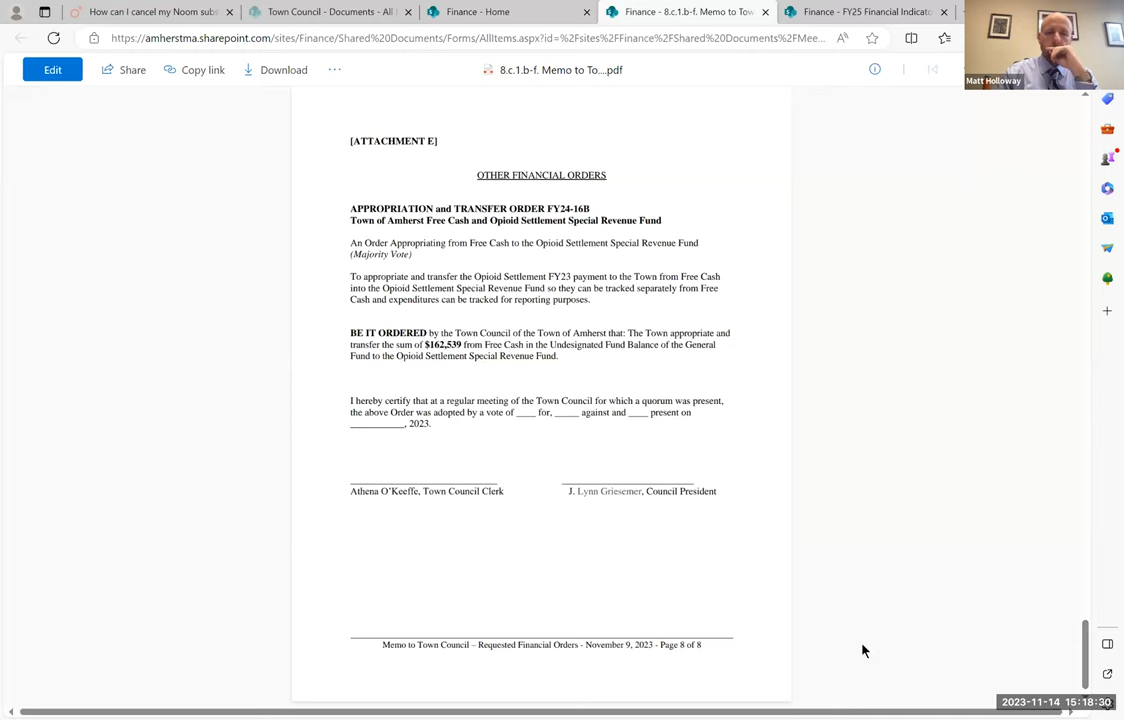 How can I cancel my Noom subs
Town Council - Documents - All
Finance - Home
Finance - 8.c.1.b-f. Memo to Tow
Finance - FY25 Financial Indicato
https://amherstma.sharepoint.com/sites/Finance/Shared%20Documents/Forms/AllItems.aspx?id=%2Fsites%2FFinance%2FShared%20Documents%2FMee...
Edit
Share
Copy link
Download
8.c.1.b-f. Memo to To....pdf
Matt Holloway
[ATTACHMENT E]
OTHER FINANCIAL ORDERS
APPROPRIATION and TRANSFER ORDER FY24-16B
Town of Amherst Free Cash and Opioid Settlement Special Revenue Fund
An Order Appropriating from Free Cash to the Opioid Settlement Special Revenue Fund
(Majority Vote)
To appropriate and transfer the Opioid Settlement FY23 payment to the Town from Free Cash
into the Opioid Settlement Special Revenue Fund so they can be tracked separately from Free
Cash and expenditures can be tracked for reporting purposes.
BE IT ORDERED by the Town Council of the Town of Amherst that: The Town appropriate and
transfer the sum of $162,539 from Free Cash in the Undesignated Fund Balance of the General
Fund to the Opioid Settlement Special Revenue Fund.
I hereby certify that at a regular meeting of the Town Council for which a quorum was present,
the above Order was adopted by a vote of ____ for, _____ against and ____ present on
___________, 2023.
Athena O'Keeffe, Town Council Clerk
J. Lynn Griesemer, Council President
Memo to Town Council – Requested Financial Orders - November 9, 2023 - Page 8 of 8
2023-11-14 15:18:30